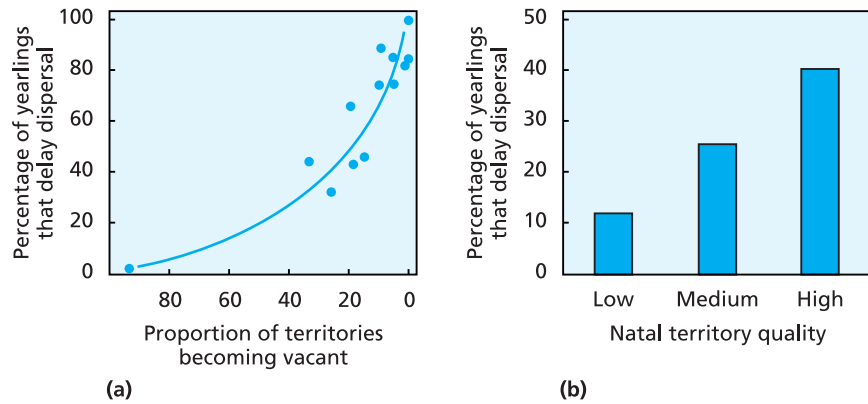 Percentage of yearlings
that delay dispersal
100
80
60
40
20
0
80 60 40 20 0
Proportion of territories
becoming vacant
(a)
Percentage of yearlings
that delay dispersal
50
40
30
20
10
0
Low Medium High
Natal territory quality
(b)